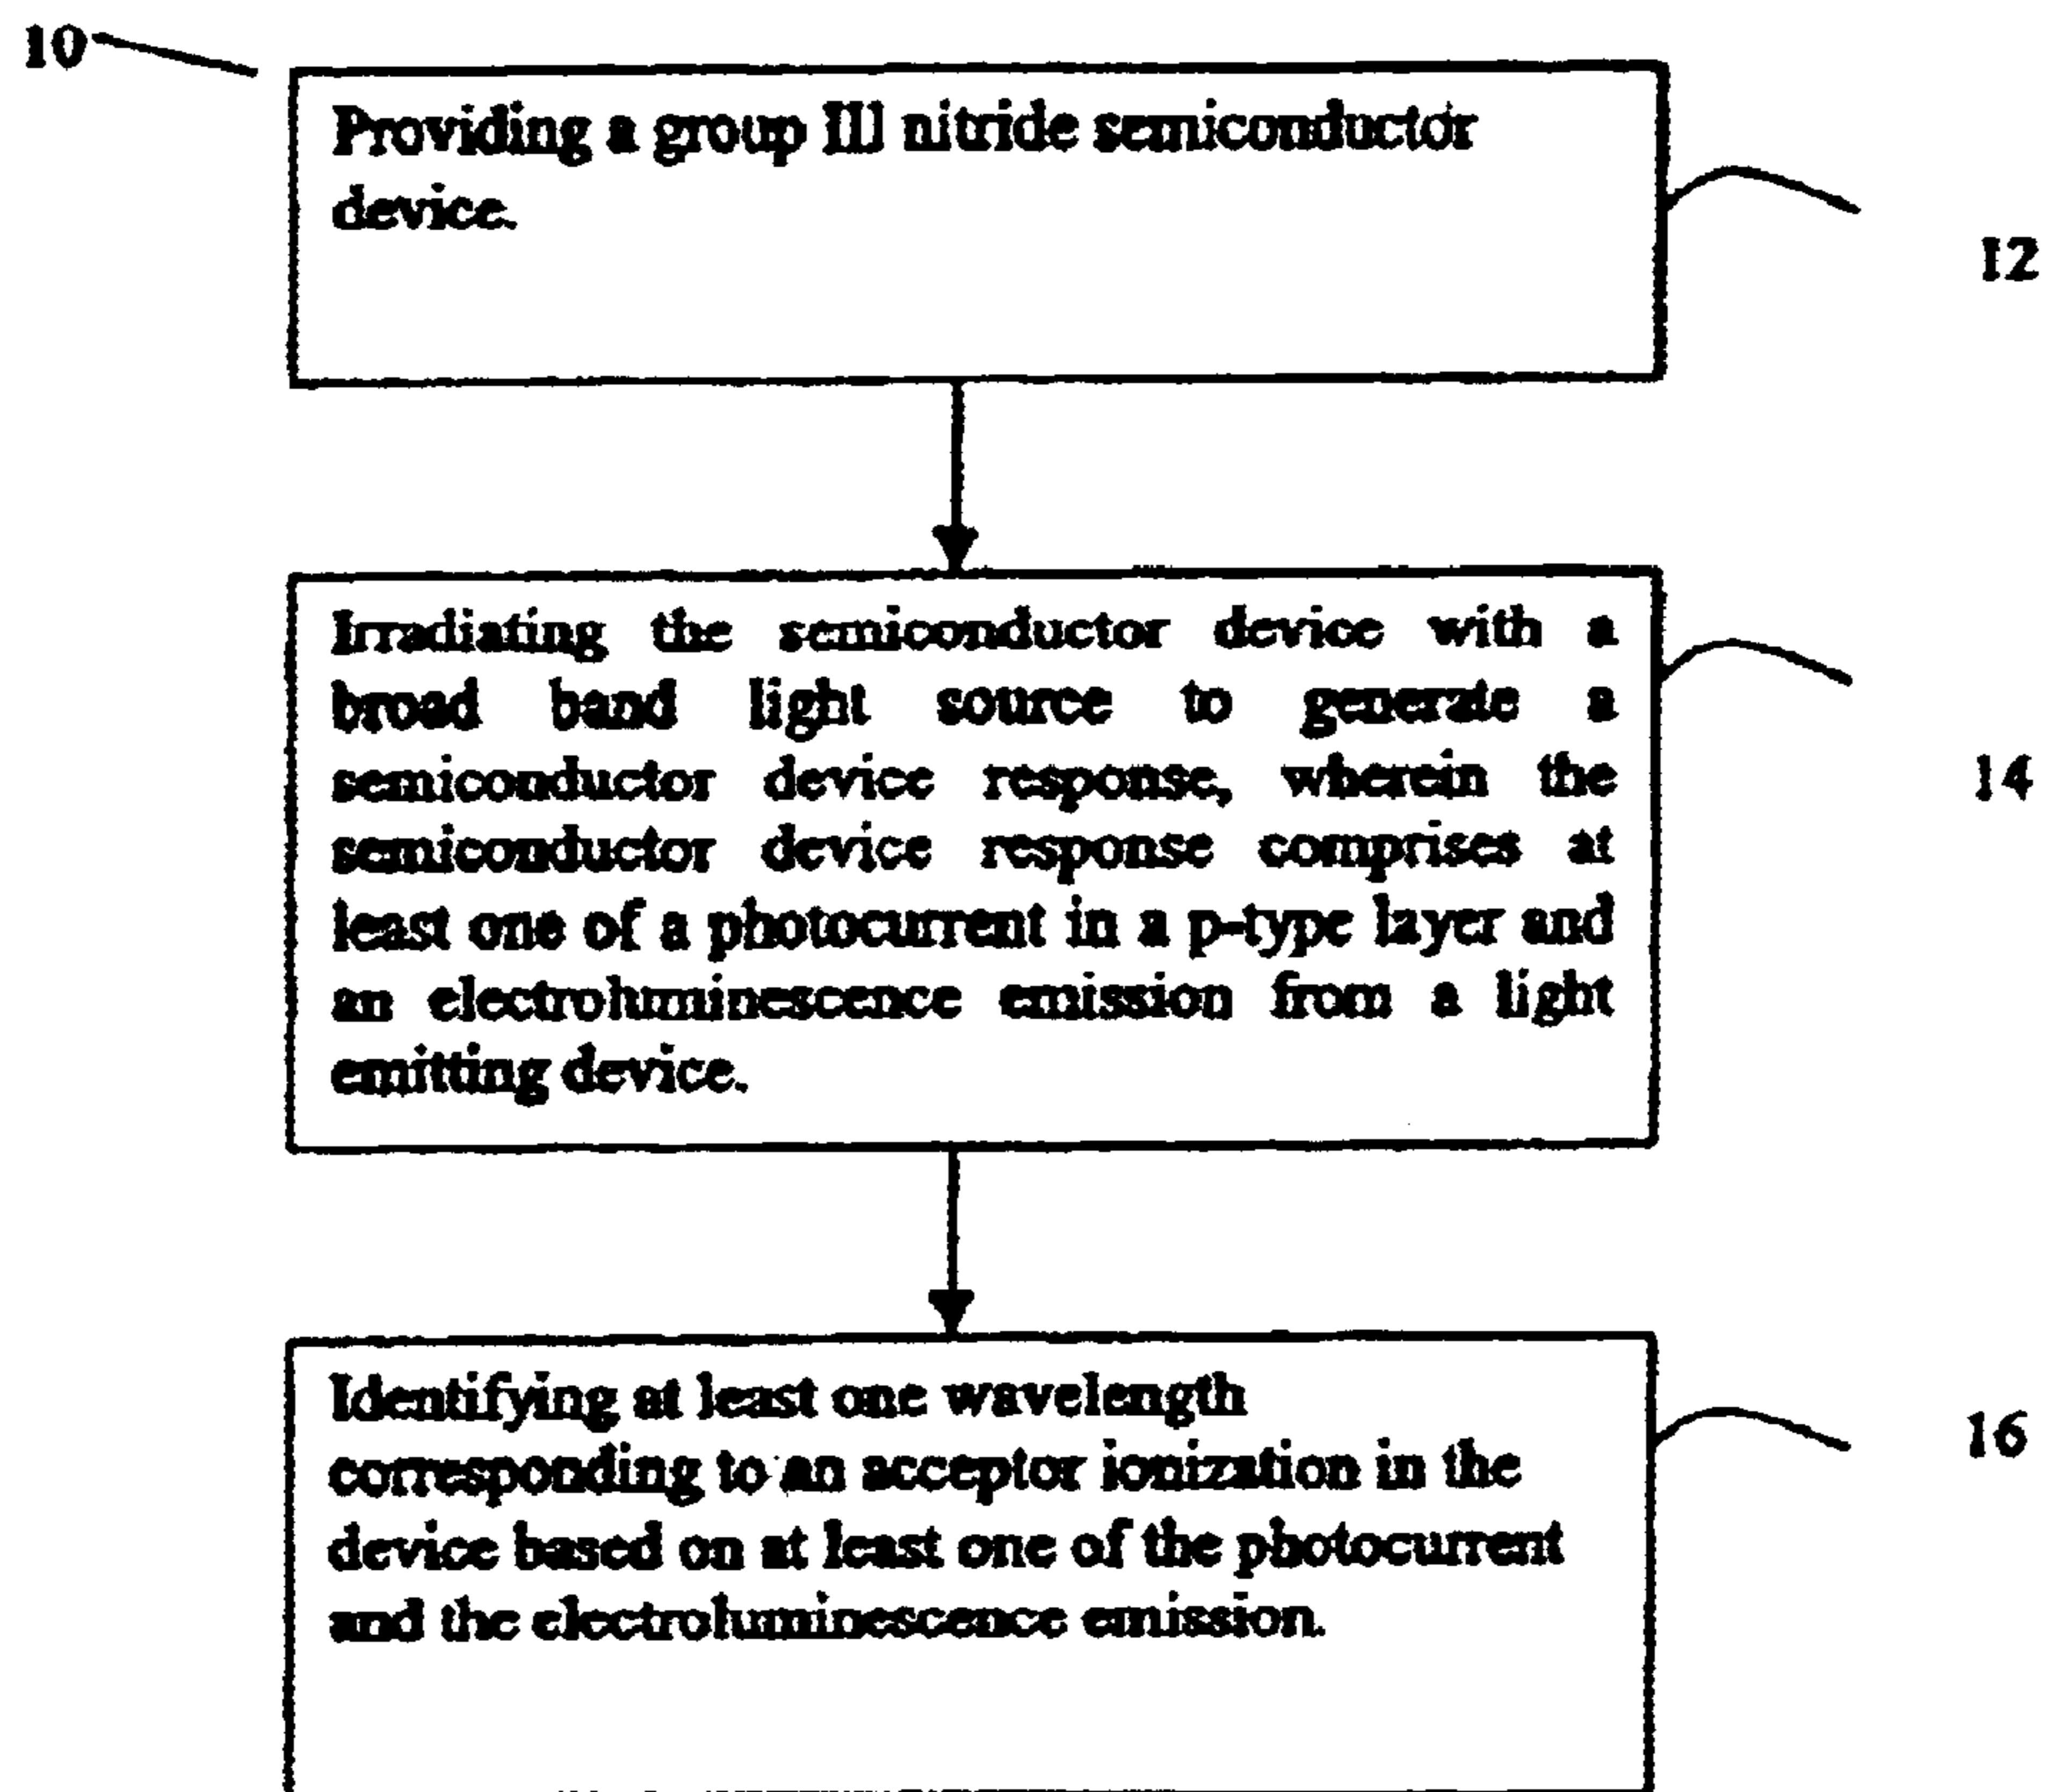 10
Providing a group III nitride semiconductor
device.
12
Irradiating the semiconductor device with a
broad band light source to generate a
semiconductor device response, wherein the
semiconductor device response comprises at
least one of a photocurrent in a p-type layer and
an electroluminescence emission from a light
emitting device.
14
Identifying at least one wavelength
corresponding to an acceptor ionization in the
device based on at least one of the photocurrent
and the electroluminescence emission.
16